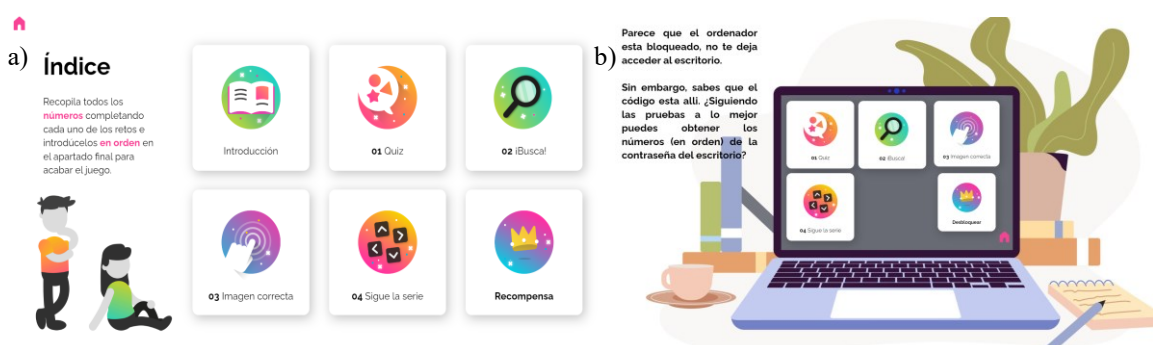 a)
Índice
Recopila todos los
números completando
cada uno de los retos e
introdúcelos en orden en
el apartado final para
acabar el juego.
Introducción
01 Quiz
02 ¡Busca!
03 Imagen correcta
04 Sigue la serie
Recompensa
b)
Parece que el ordenador
esta bloqueado, no te deja
acceder al escritorio.
Sin embargo, sabes que el
código esta alli. ¿Siguiendo
las pruebas a lo mejor
puedes obtener los
números (en orden) de la
contraseña del escritorio?
01 Quiz
02 ¡Busca!
03 Imagen correcta
04 Sigue la serie
Desbloquear